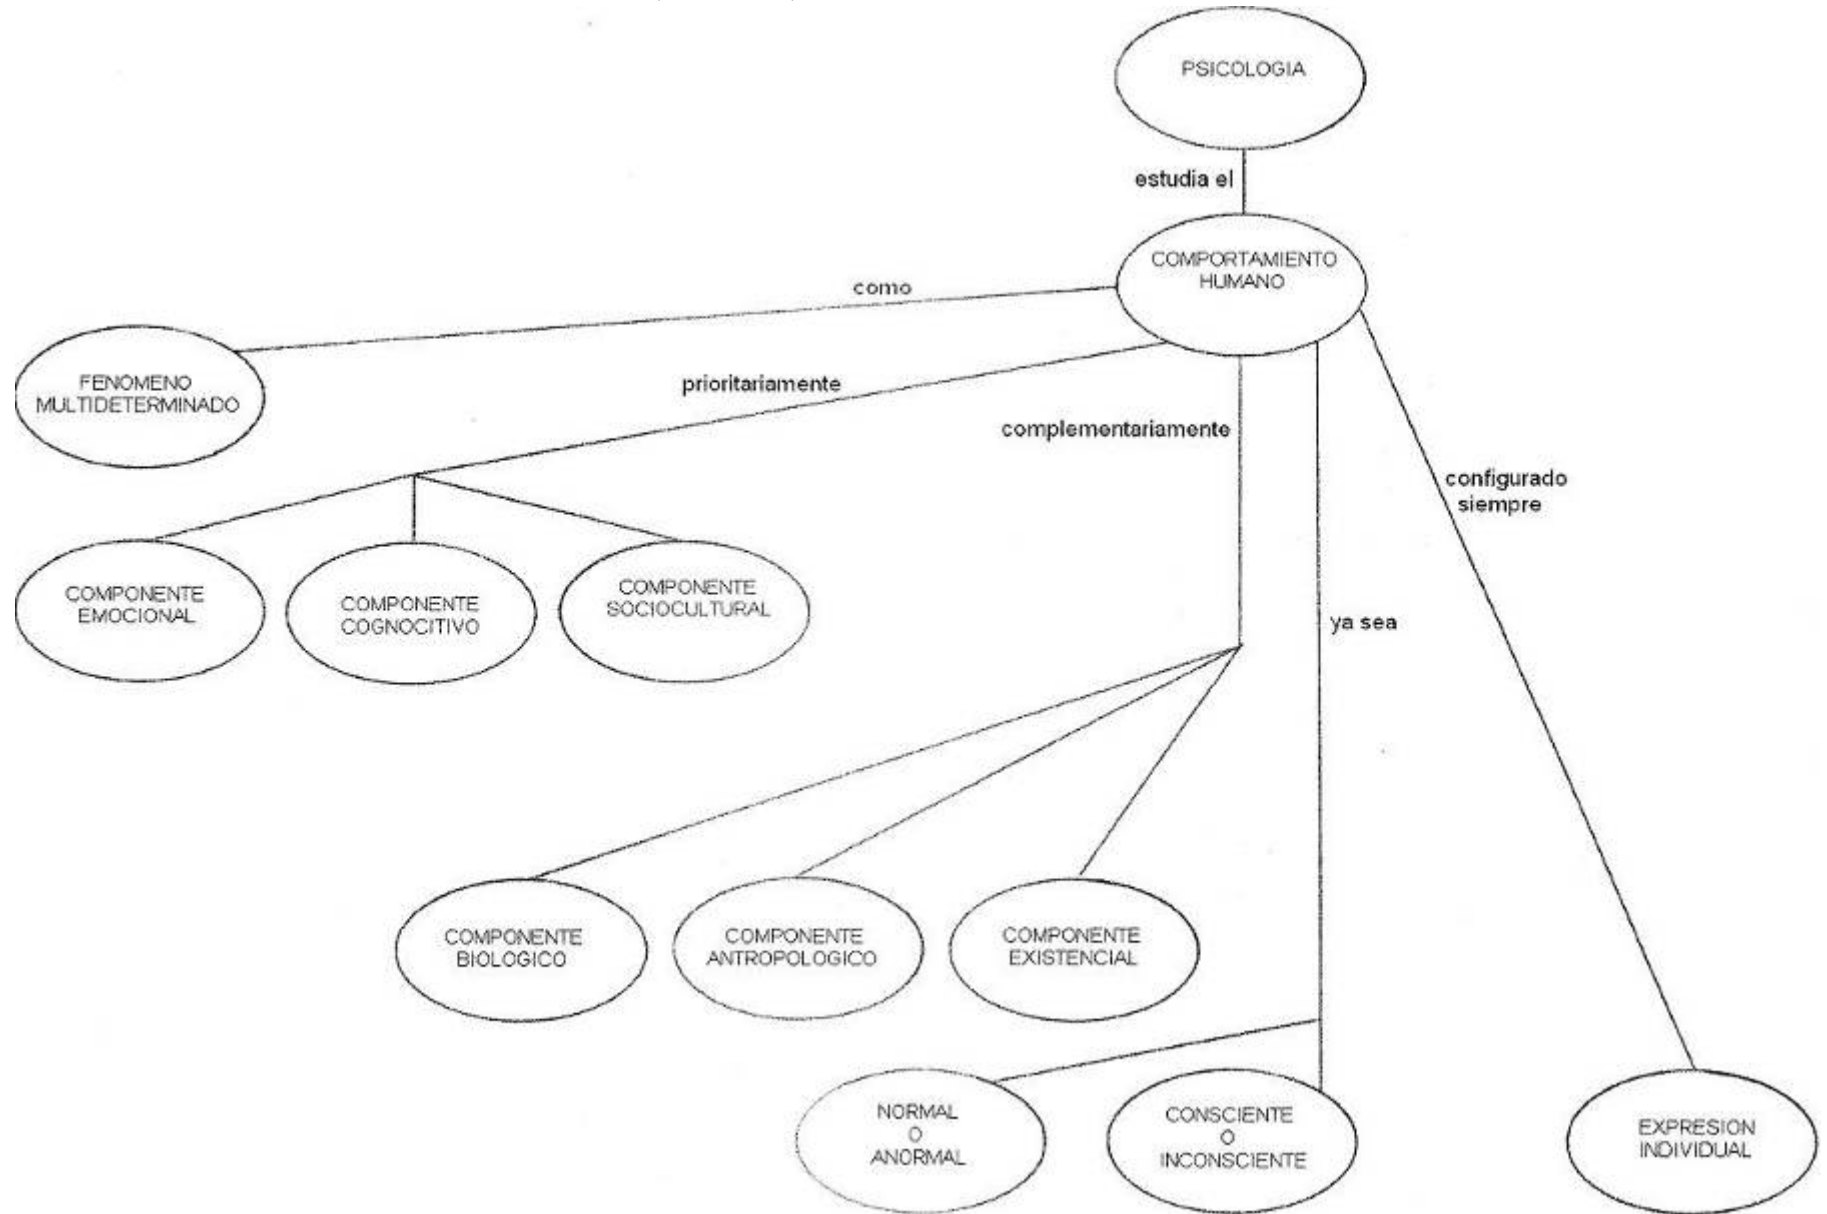 PSICOLOGIA
estudia el
COMPORTAMIENTO
HUMANO
como
FENOMENO
MULTIDETERMINADO
prioritariamente
complementariamente
configurado
siempre
COMPONENTE
EMOCIONAL
COMPONENTE
COGNOCITIVO
COMPONENTE
SOCIOCULTURAL
ya sea
COMPONENTE
BIOLOGICO
COMPONENTE
ANTROPOLOGICO
COMPONENTE
EXISTENCIAL
NORMAL
O
ANORMAL
CONSCIENTE
O
INCONSCIENTE
EXPRESION
INDIVIDUAL